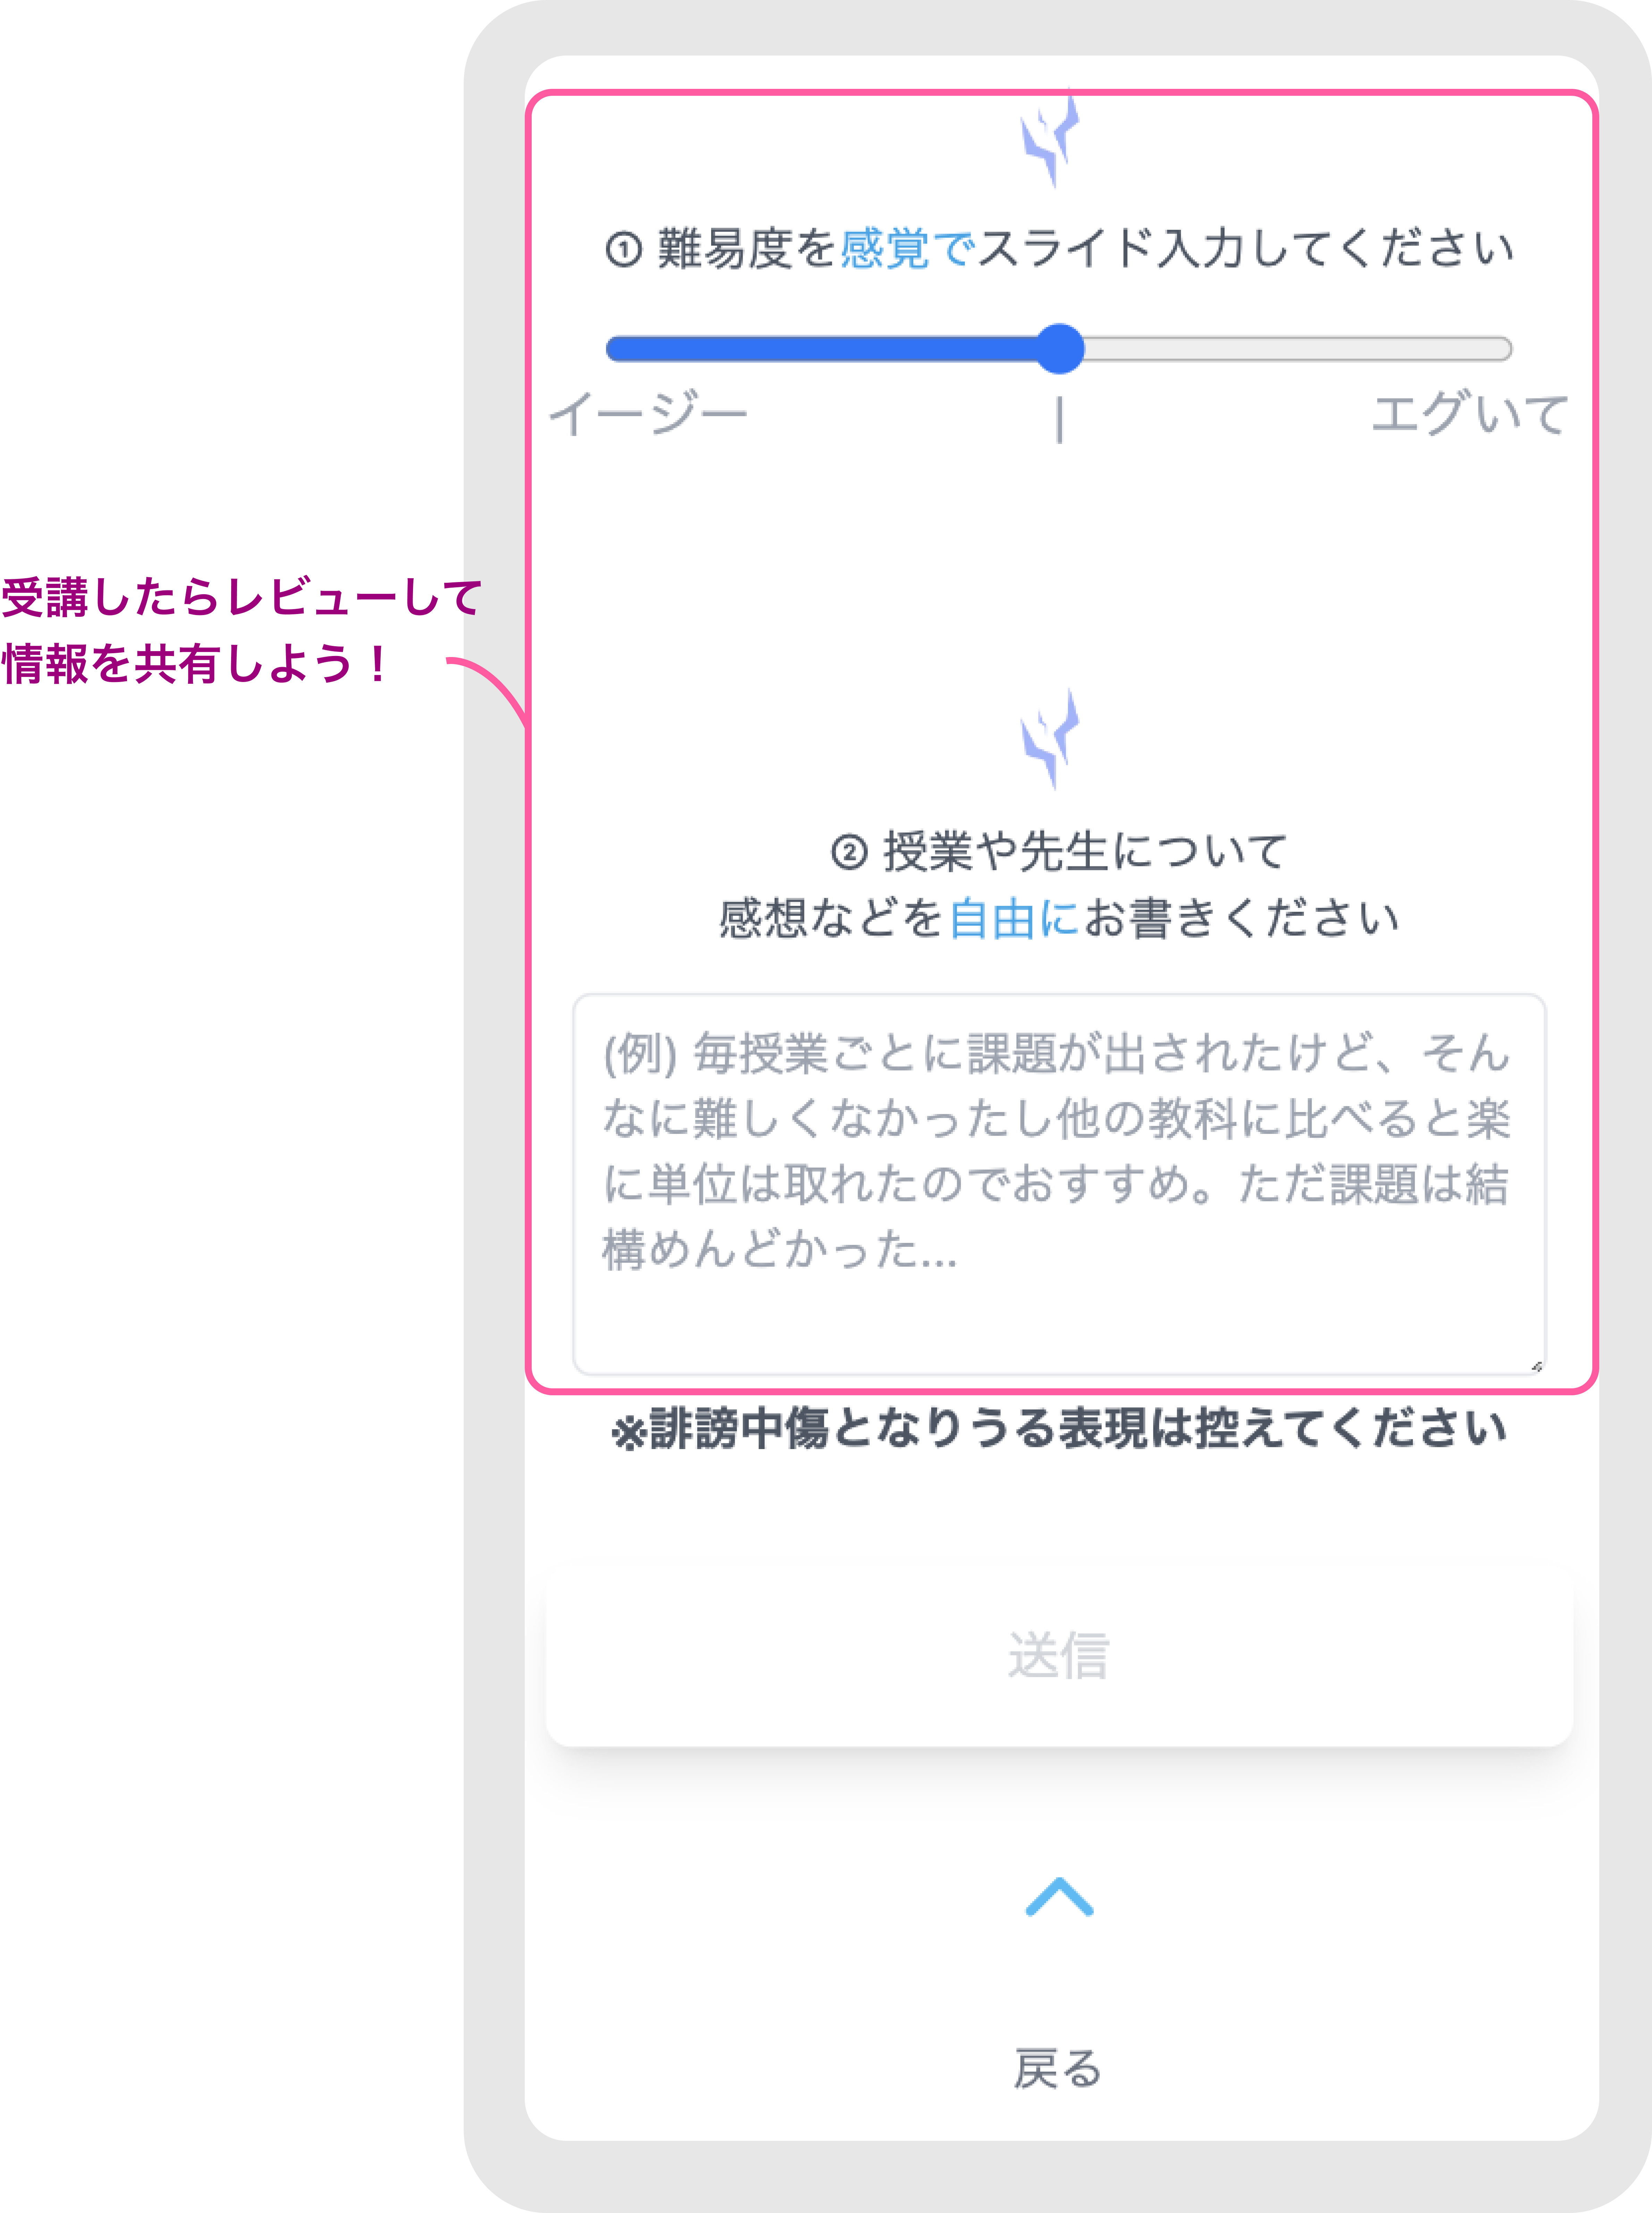 ① 難易度を感覚でスライド入力してください
イージー
|
エグいて
受講したらレビューして
情報を共有しよう！
② 授業や先生について
感想などを自由にお書きください
(例) 毎授業ごとに課題が出されたけど、そん
なに難しくなかったし他の教科に比べると楽
に単位は取れたのでおすすめ。ただ課題は結
構めんどかった...
※誹謗中傷となりうる表現は控えてください
送信
戻る